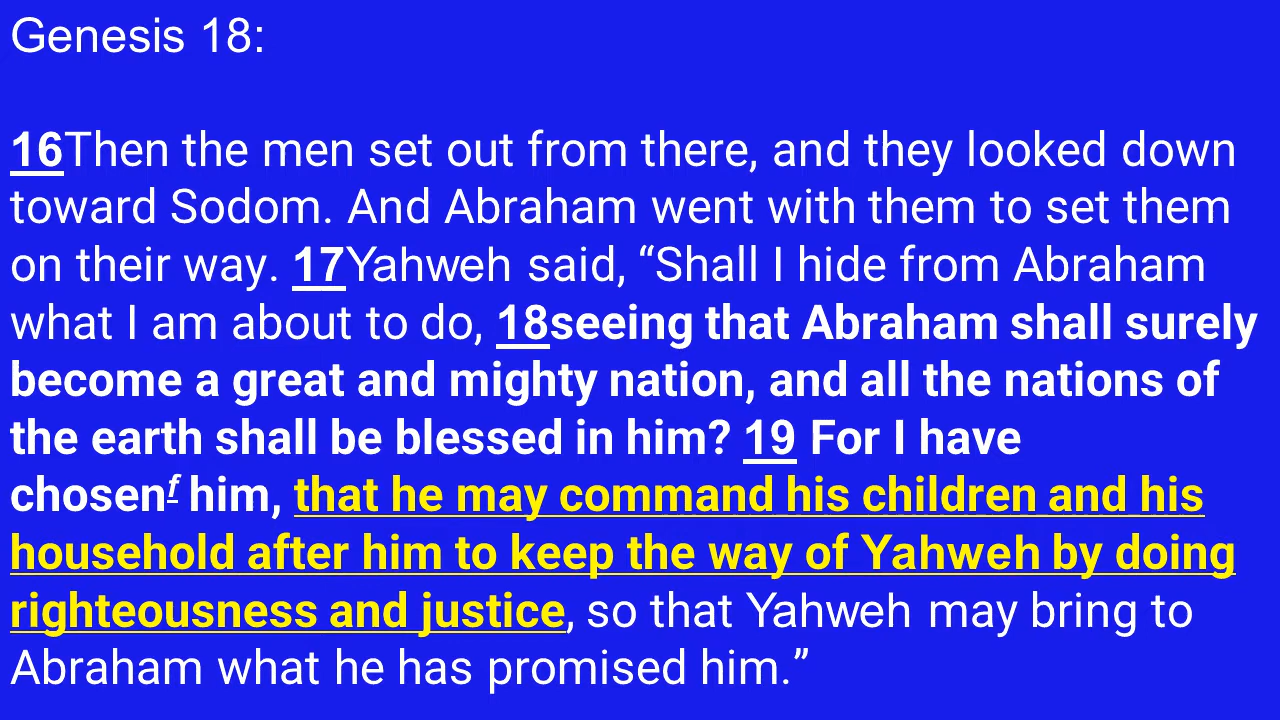 Genesis 18:
16Then the men set out from there, and they looked down
toward Sodom. And Abraham went with them to set them
on their way. 17Yahweh said, “Shall I hide from Abraham
what I am about to do, 18seeing that Abraham shall surely
become a great and mighty nation, and all the nations of
the earth shall be blessed in him? 19 For I have
chosenf him, that he may command his children and his
household after him to keep the way of Yahweh by doing
righteousness and justice, so that Yahweh may bring to
Abraham what he has promised him.”